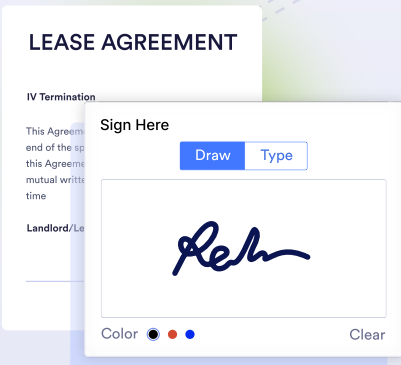 LEASE AGREEMENT
IV Termination
This Agreem
end of the sp
this Agreeme
mutual writte
time
Landlord/Le
Sign Here
Draw Type
Color Clear